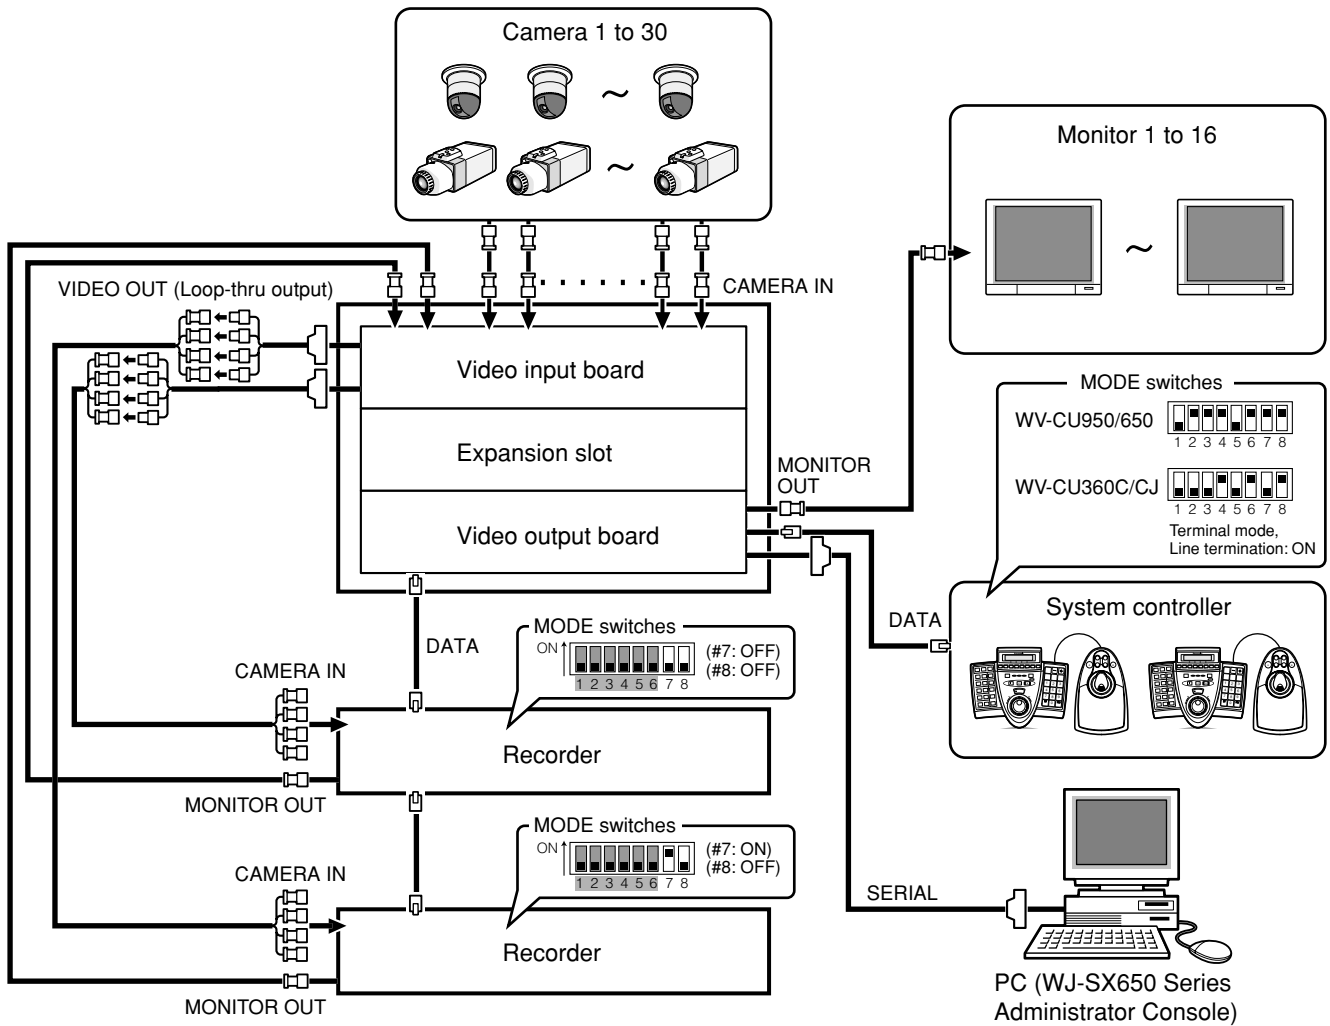 Camera 1 to 30
Monitor 1 to 16
VIDEO OUT (Loop-thru output)
CAMERA IN
Video input board
Expansion slot
Video output board
MONITOR
OUT
MODE switches
WV-CU950/650
1 2 3 4 5 6 7 8
WV-CU360C/CJ
1 2 3 4 5 6 7 8
Terminal mode,
Line termination: ON
DATA
System controller
DATA
MODE switches
ON
(#7: OFF)
(#8: OFF)
1 2 3 4 5 6 7 8
CAMERA IN
Recorder
MONITOR OUT
MODE switches
ON
(#7: ON)
(#8: OFF)
1 2 3 4 5 6 7 8
CAMERA IN
Recorder
MONITOR OUT
SERIAL
PC (WJ-SX650 Series
Administrator Console)